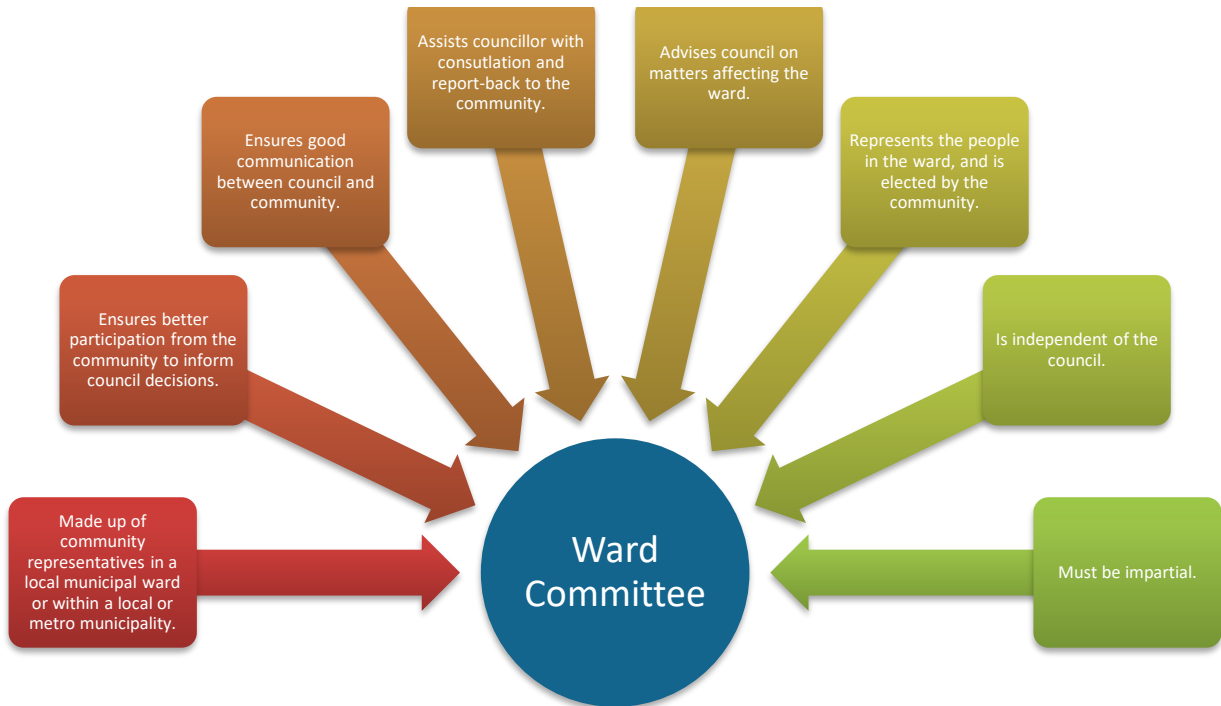 Assists councillor with
consutlation and
report-back to the
community.
Advises council on
matters affecting the
ward.
Ensures good
communication
between council and
community.
Represents the people
in the ward, and is
elected by the
community.
Ensures better
participation from the
community to inform
council decisions.
Is independent of the
council.
Made up of
community
representatives in a
local municipal ward
or within a local or
metro municipality.
Must be impartial.
Ward
Committee